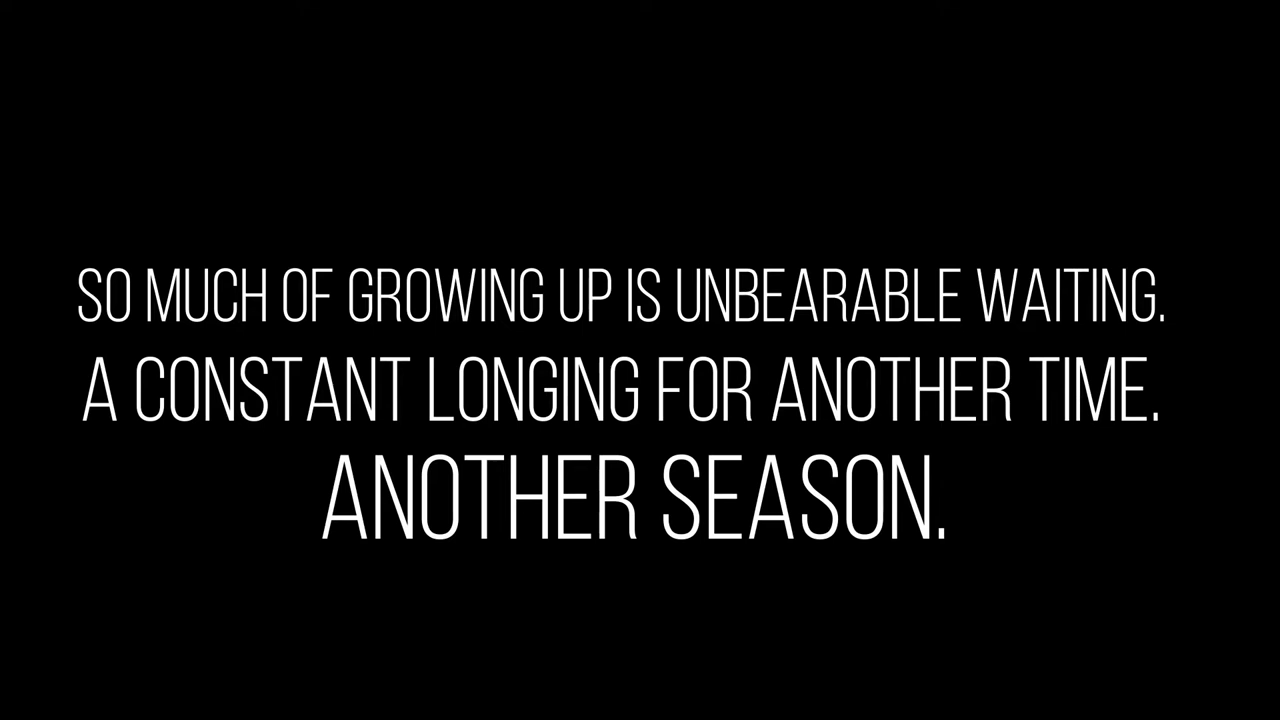 SO MUCH OF GROWING UP IS UNBEARABLE WAITING.
A CONSTANT LONGING FOR ANOTHER TIME.
ANOTHER SEASON.